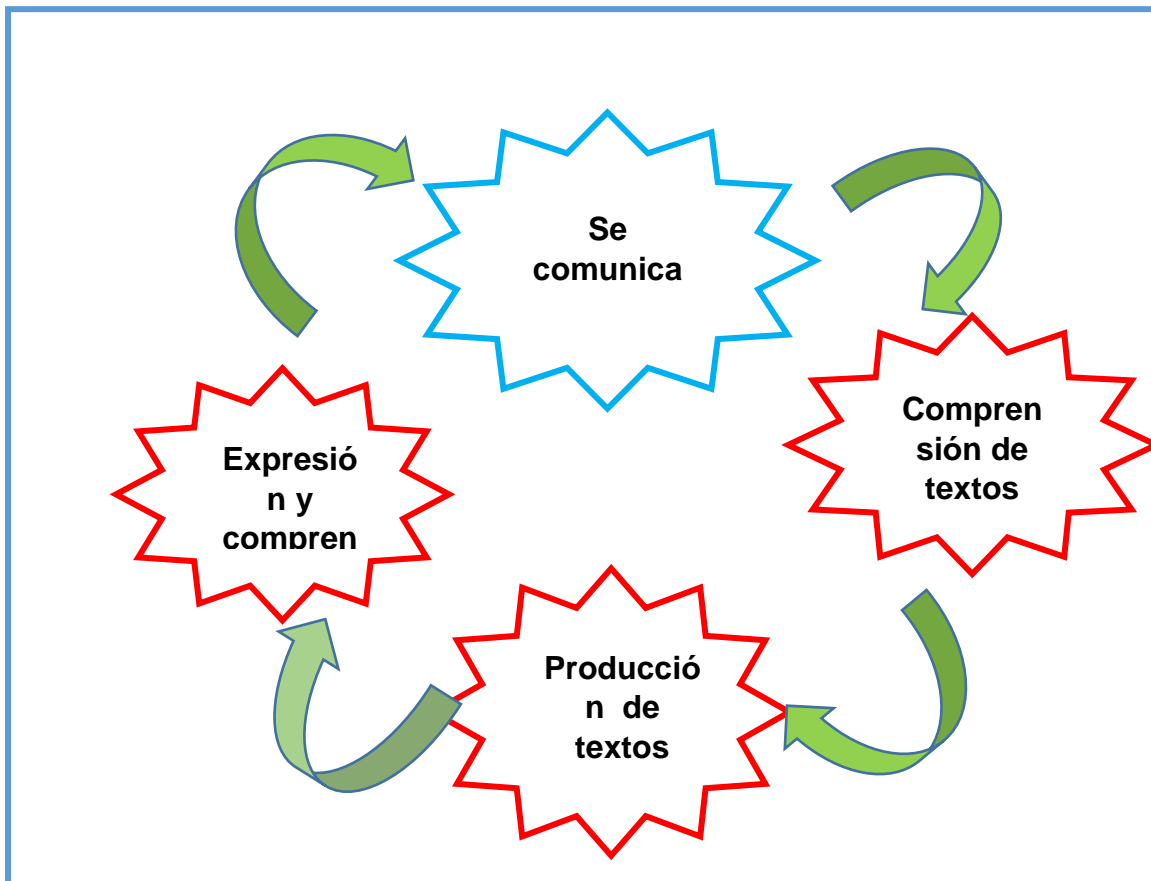 Se
comunica
Compren
sión de
textos
Producció
n de
textos
Expresió
n y
compren